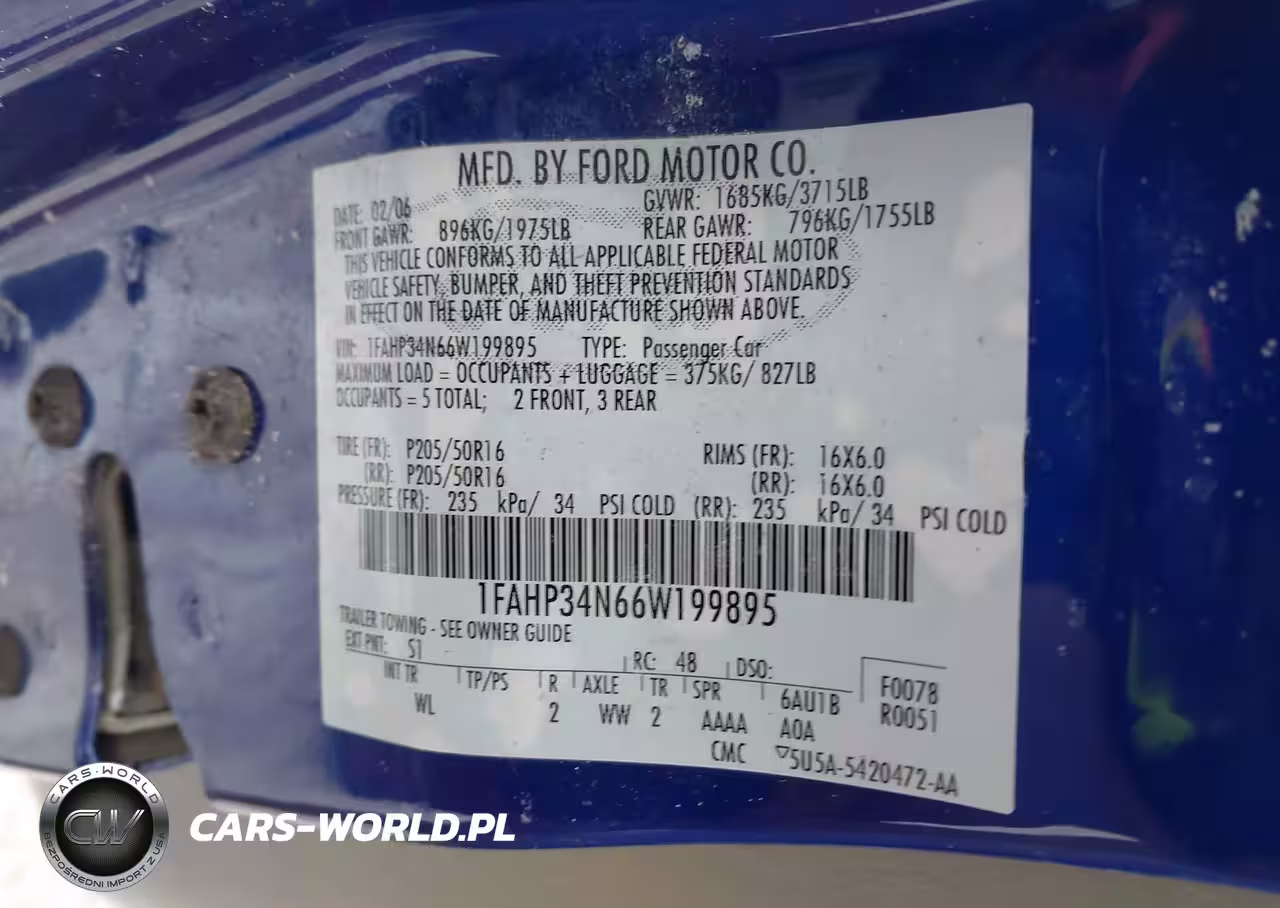 MFD. BY FORD MOTOR CO.
DATE: 02/06 GVWR: 1685KG/3715LB
FRONT GAWR: 896KG/1975LB REAR GAWR: 796KG/1755LB
THIS VEHICLE CONFORMS TO ALL APPLICABLE FEDERAL MOTOR
VEHICLE SAFETY, BUMPER, AND THEFT PREVENTION STANDARDS
IN EFFECT ON THE DATE OF MANUFACTURE SHOWN ABOVE.
VIN: 1FAHP34N66W199895 TYPE: Passenger Car
MAXIMUM LOAD = OCCUPANTS + LUGGAGE = 375KG/ 827LB
OCCUPANTS = 5 TOTAL; 2 FRONT, 3 REAR
TIRE (FR): P205/50R16 RIMS (FR): 16X6.0
(RR): P205/50R16 (RR): 16X6.0
PRESSURE (FR): 235 kPa/ 34 PSI COLD (RR): 235 kPa/ 34 PSI COLD
1FAHP34N66W199895
TRAILER TOWING - SEE OWNER GUIDE
EXT PNT: S1 RC: 48 DSO: F0078
INT TR TP/PS R AXLE TR SPR 6AU1B R0051
WL 2 WW 2 AAAA A0A
CMC ▽5U5A-5420472-AA
CARS-WORLD
CW
BEZPOŚREDNI IMPORT Z USA
CARS-WORLD.PL